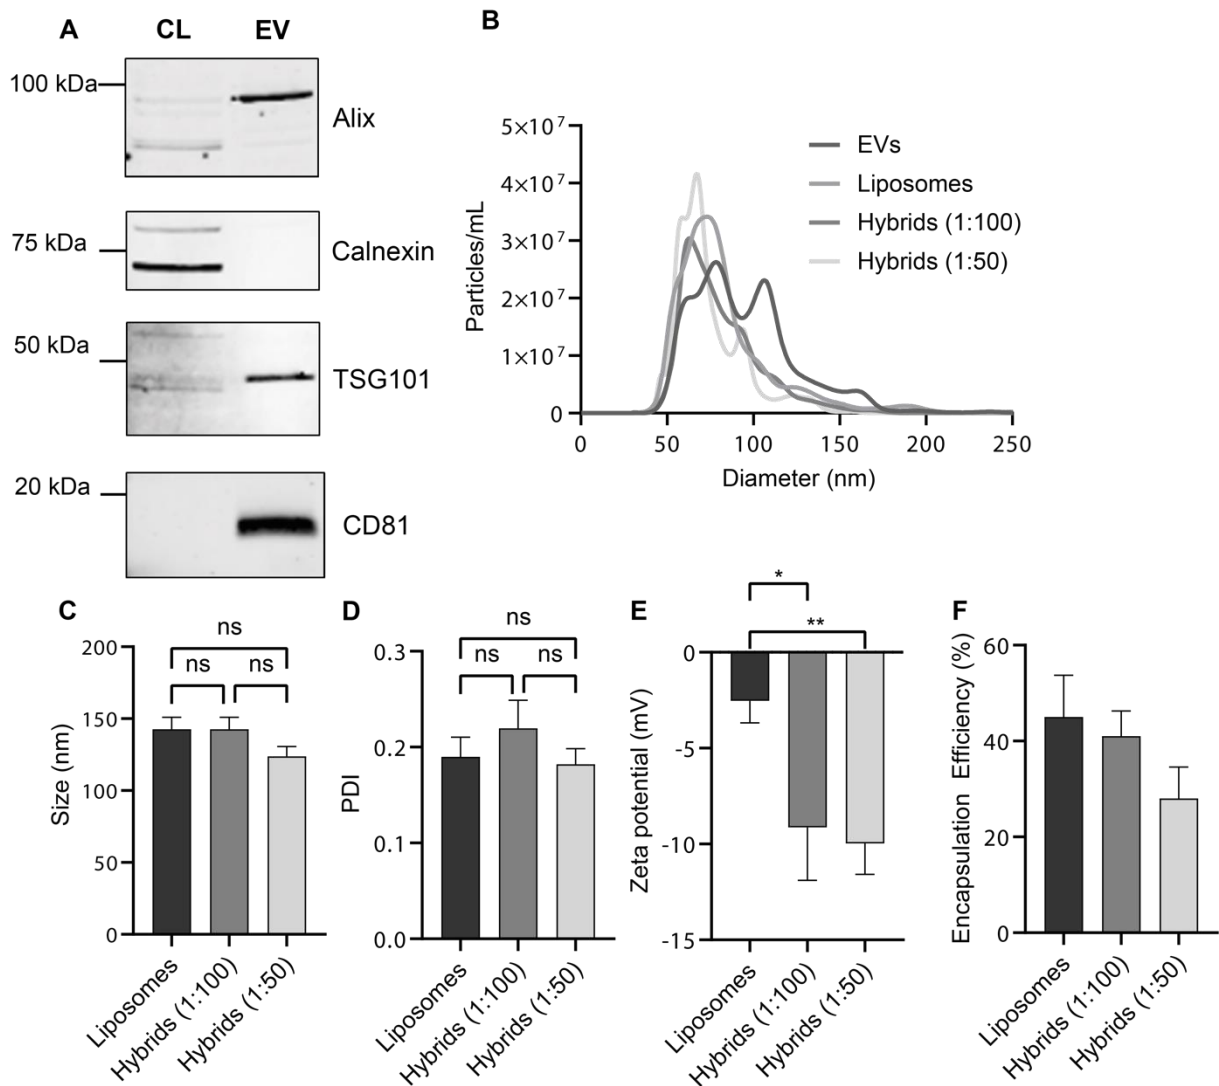 A
CL
EV
100 kDa
Alix
75 kDa
Calnexin
50 kDa
TSG101
20 kDa
CD81
B
Particles/mL
5×10⁷
4×10⁷
3×10⁷
2×10⁷
1×10⁷
0
0
50
100
150
200
250
Diameter (nm)
EVs
Liposomes
Hybrids (1:100)
Hybrids (1:50)
C
Size (nm)
200
150
100
50
0
ns
ns
ns
Liposomes
Hybrids (1:100)
Hybrids (1:50)
D
PDI
0.3
0.2
0.1
0.0
ns
ns
ns
Liposomes
Hybrids (1:100)
Hybrids (1:50)
E
Zeta potential (mV)
0
-5
-10
-15
*
**
Liposomes
Hybrids (1:100)
Hybrids (1:50)
F
Encapsulation Efficiency (%)
60
40
20
0
Liposomes
Hybrids (1:100)
Hybrids (1:50)